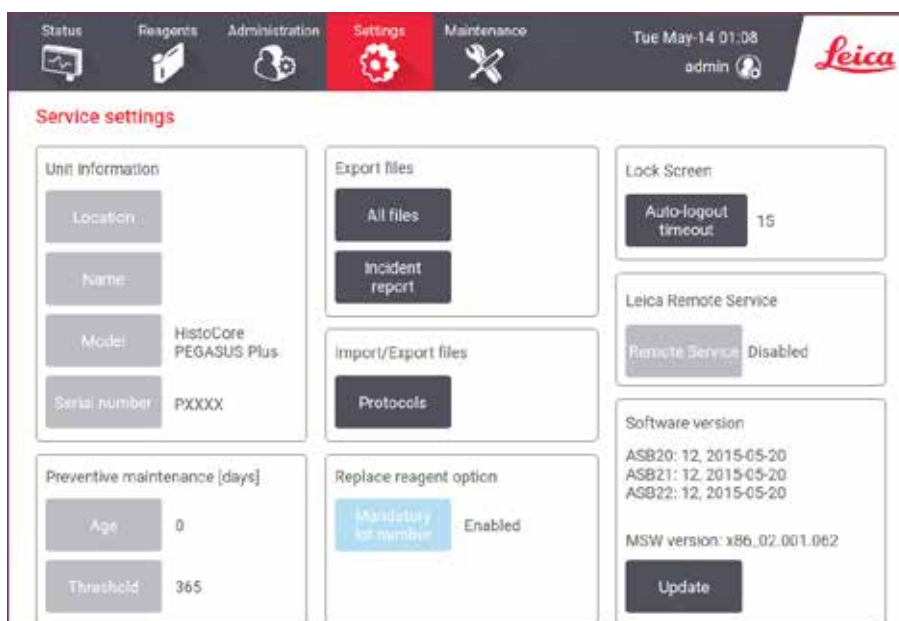 Status
Reagents
Administration
Settings
Maintenance
Tue May-14 01:08
admin
Leica
Service settings
Unit Information
Location
Name
Model
HistoCore
PEGASUS Plus
Serial number
PXXXX
Preventive maintenance [days]
Age
0
Threshold
365
Export files
All files
Incident
report
Import/Export files
Protocols
Replace reagent option
Mandatory
lot number
Enabled
Lock Screen
Auto-logout
timeout
15
Leica Remote Service
Remote Service
Disabled
Software version
ASB20: 12, 2015-05-20
ASB21: 12, 2015-05-20
ASB22: 12, 2015-05-20
MSW version: x86_02.001.062
Update